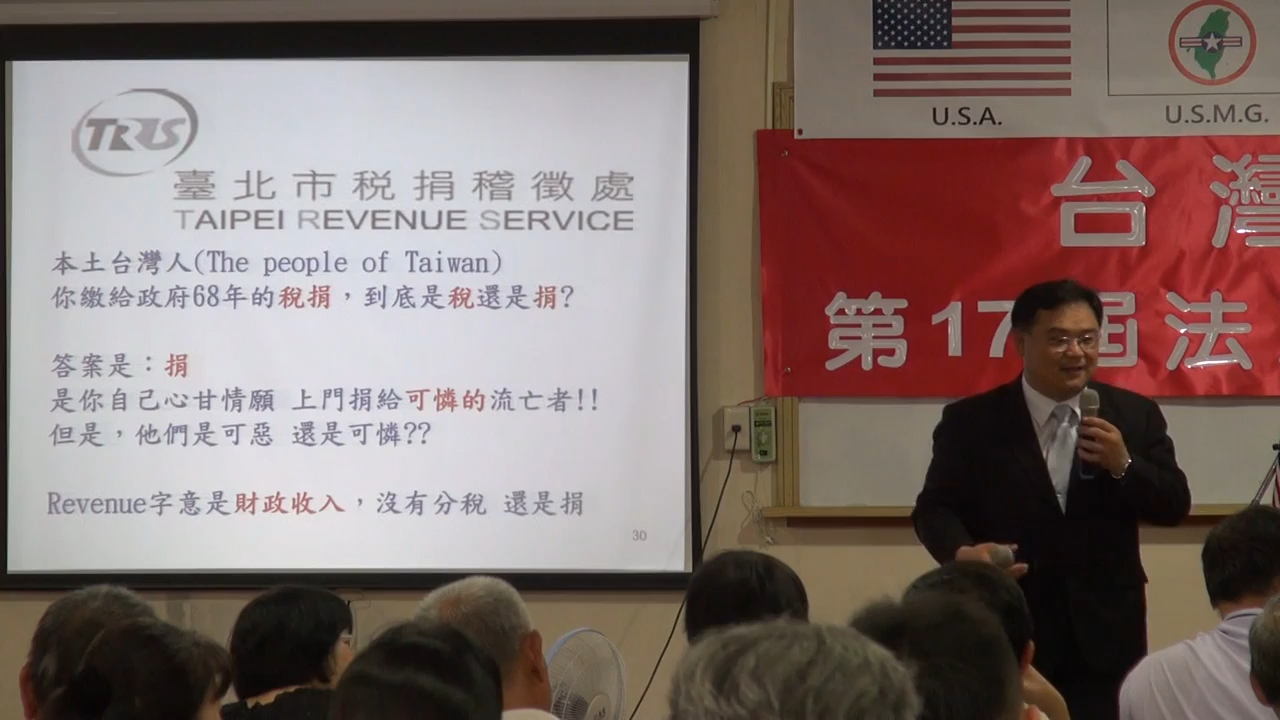 TRS
臺北市税捐稽徵處
TAIPEI REVENUE SERVICE
本土台灣人(The people of Taiwan)
你繳給政府68年的稅捐，到底是稅還是捐?
答案是：捐
是你自己心甘情願 上門捐給可憐的流亡者!!
但是，他們是可惡 還是可憐??
Revenue字意是財政收入，沒有分稅 還是捐
30
U.S.A.
U.S.M.G.
台灣
第17屆法